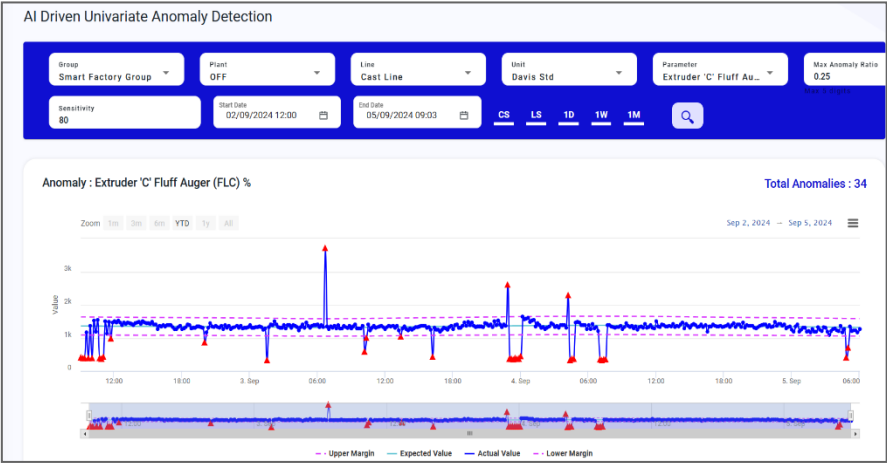 AI Driven Univariate Anomaly Detection
Group Plant Line Unit Parameter Max Anomaly Ratio
Smart Factory Group OFF Cast Line Davis Std Extruder 'C' Fluff Au... 0.25
Sensitivity Start Date End Date
80 02/09/2024 12:00 05/09/2024 09:03 CS LS 1D 1W 1M
Anomaly : Extruder 'C' Fluff Auger (FLC) % Total Anomalies : 34
Zoom 1m 3m 6m YTD 1y All Sep 2, 2024 → Sep 5, 2024
Value
3k
2k
1k
0
12:00 18:00 3. Sep 06:00 12:00 18:00 4. Sep 06:00 12:00 18:00 5. Sep 06:00
Upper Margin Expected Value Actual Value Lower Margin